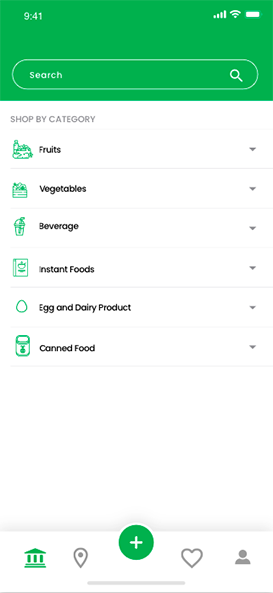 9:41
Search
SHOP BY CATEGORY
Fruits
Vegetables
Beverage
Instant Foods
Egg and Dairy Product
Canned Food